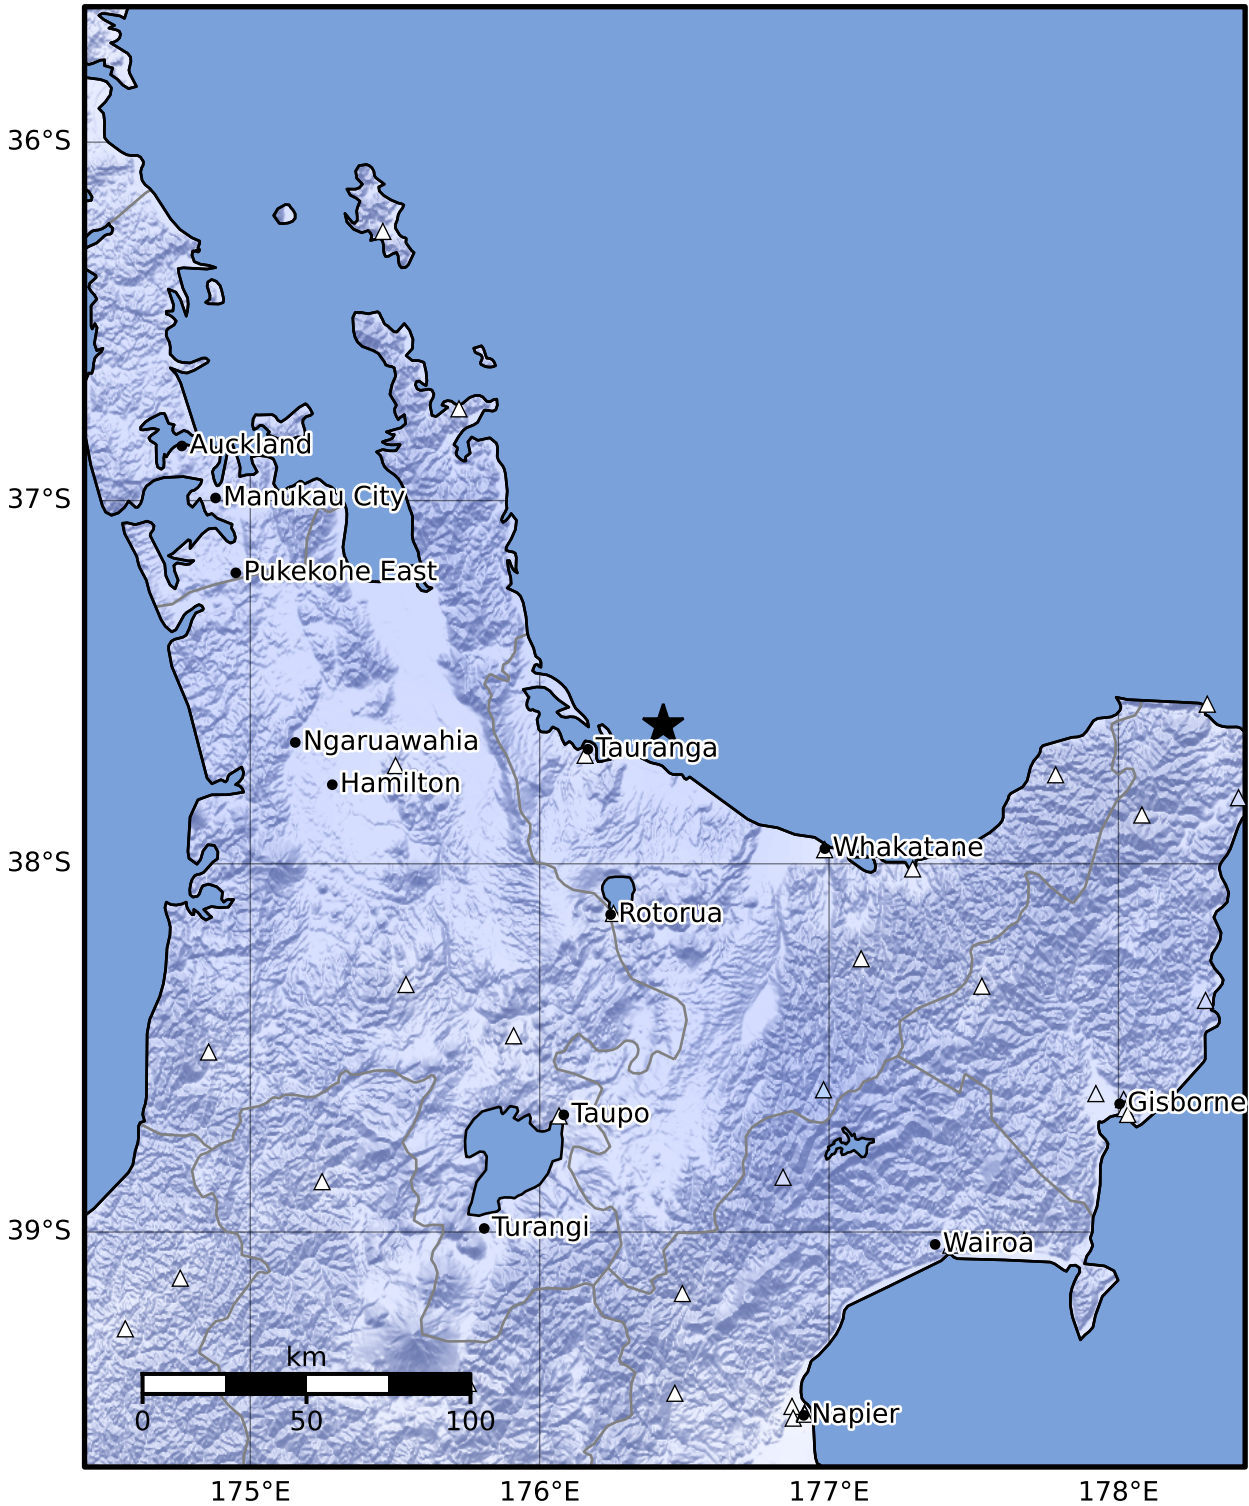 36°S
Auckland
37°S
Manukau City
Pukekohe East
Ngaruawahia
Tauranga
Hamilton
38°S
Whakatane
Rotorua
Taupo
Gisborne
39°S
Turangi
Wairoa
km
0 50 100
Napier
175°E 176°E 177°E 178°E